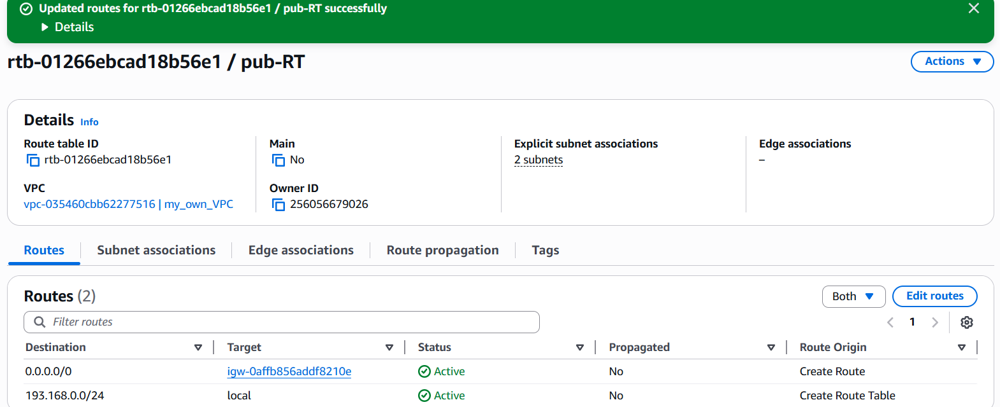 Updated routes for rtb-01266ebcad18b56e1 / pub-RT successfully
Details
rtb-01266ebcad18b56e1 / pub-RT
Actions
Details Info
Route table ID
rtb-01266ebcad18b56e1
Main
No
Explicit subnet associations
2 subnets
Edge associations
–
VPC
vpc-035460cbb62277516 | my_own_VPC
Owner ID
256056679026
Routes
Subnet associations
Edge associations
Route propagation
Tags
Routes (2)
Both
Edit routes
Filter routes
1
Destination Target Status Propagated Route Origin
0.0.0.0/0 igw-0affb856addf8210e Active No Create Route
193.168.0.0/24 local Active No Create Route Table